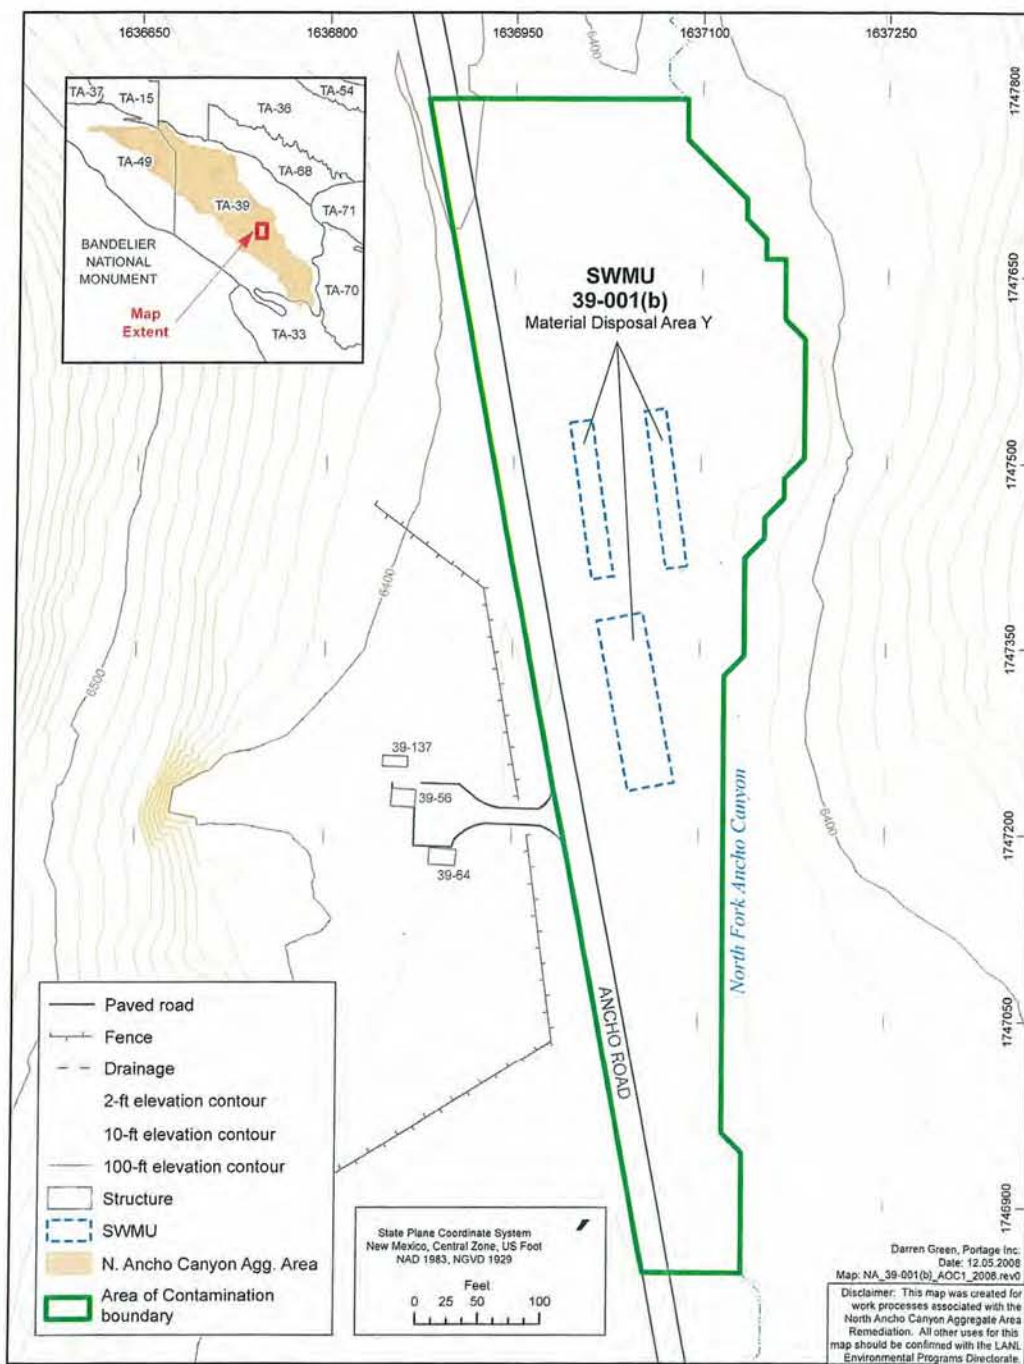 1636650 1636800 1636950 1637100 1637250
6400
1747800
TA-37
TA-15
TA-54
TA-36
TA-49
TA-68
TA-39
TA-71
BANDELIER
NATIONAL
MONUMENT
TA-70
Map
Extent
TA-33
SWMU
39-001(b)
Material Disposal Area Y
1747650
1747500
6400
1747350
6500
39-137
39-56
39-64
North Fork Ancho Canyon
6400
1747200
ANCHO ROAD
1747050
1746900
Paved road
Fence
Drainage
2-ft elevation contour
10-ft elevation contour
100-ft elevation contour
Structure
SWMU
N. Ancho Canyon Agg. Area
Area of Contamination
boundary
State Plane Coordinate System
New Mexico, Central Zone, US Foot
NAD 1983, NGVD 1929
Feet
0 25 50 100
Darren Green, Portage Inc.
Date: 12.05.2008
Map: NA_39-001(b)_AOC1_2008.rev0
Disclaimer: This map was created for
work processes associated with the
North Ancho Canyon Aggregate Area
Remediation. All other uses for this
map should be confirmed with the LANL
Environmental Programs Directorate.